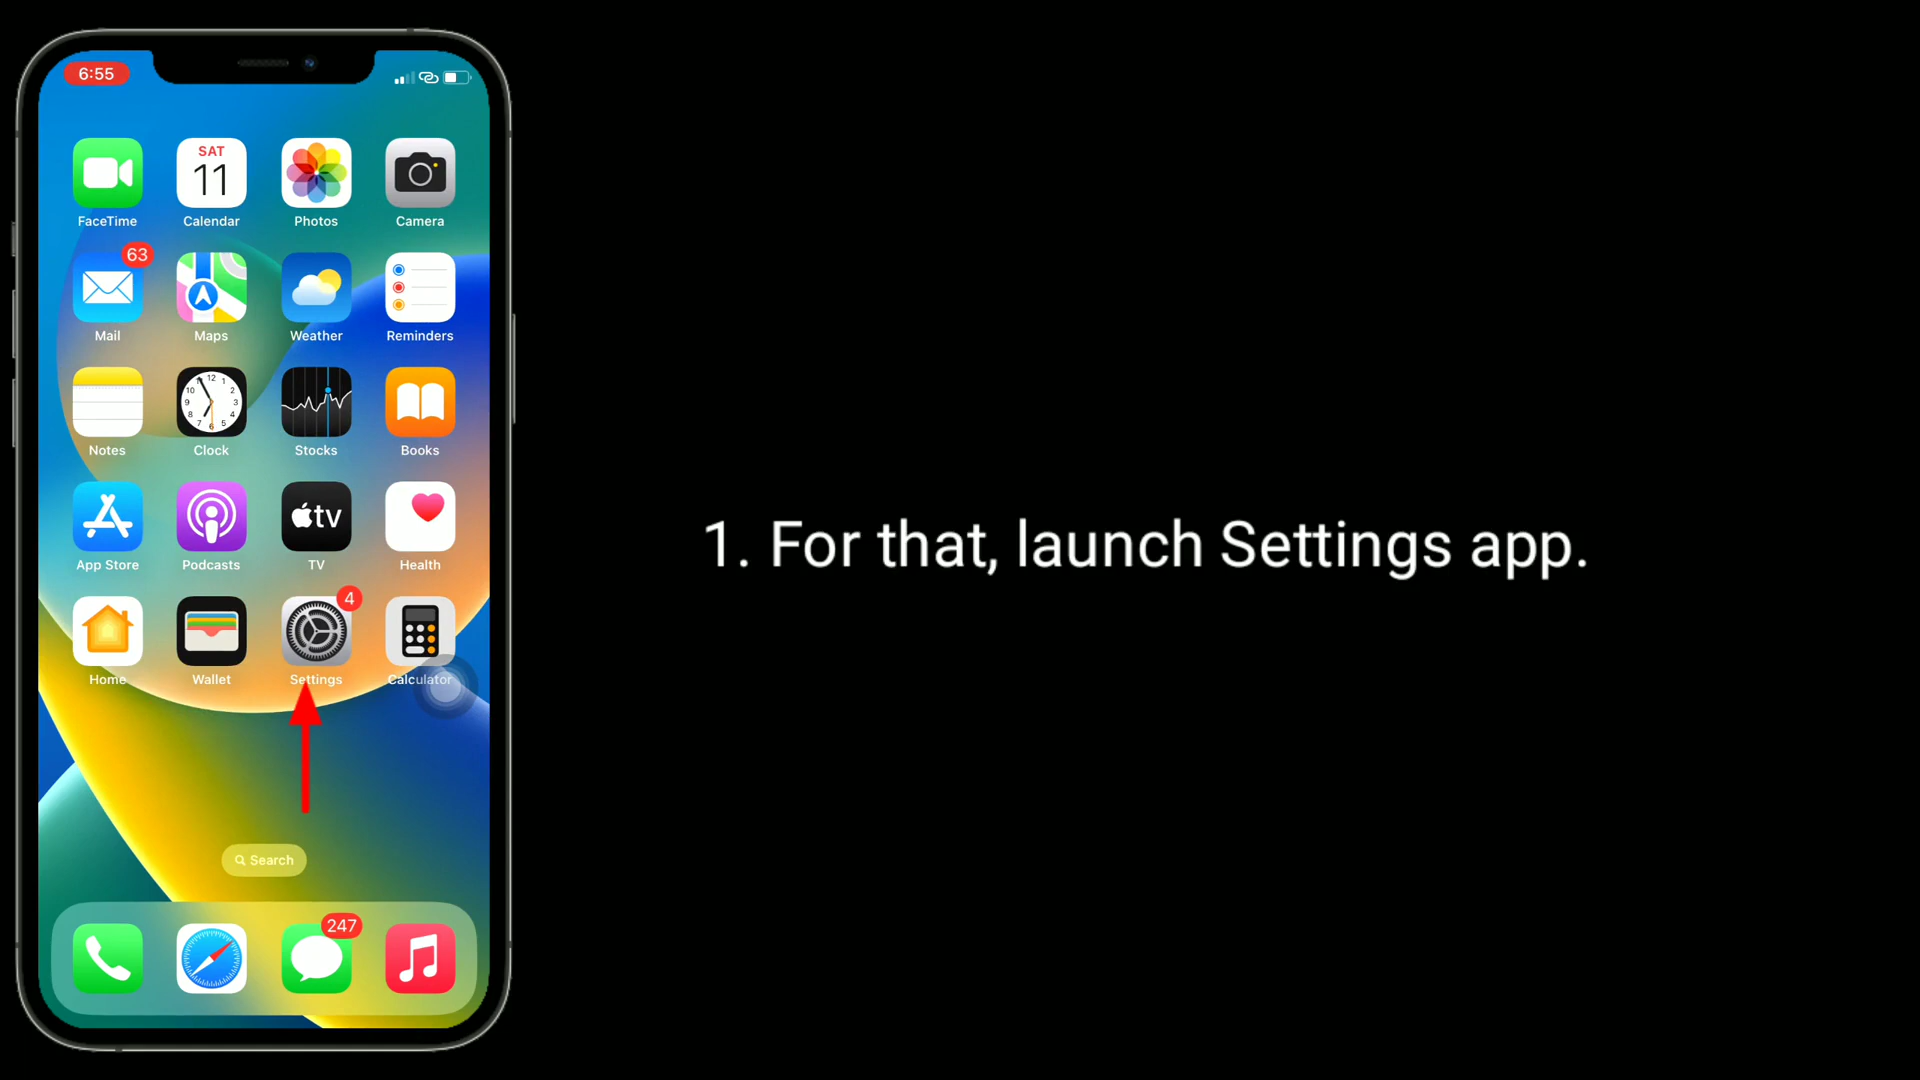 6:55
SAT
11
FaceTime
Calendar
Photos
Camera
63
Mail
Maps
Weather
Reminders
Notes
Clock
Stocks
Books
tv
App Store
Podcasts
TV
Health
4
Home
Wallet
Settings
Calculator
1. For that, launch Settings app.
Search
247